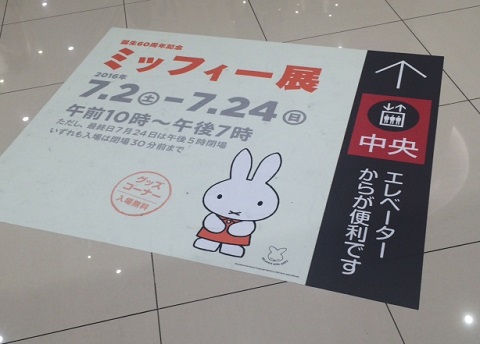 誕生60周年記念
ミッフィー展
2016年
7.2㊏−7.24㊐
午前10時〜午後7時
ただし、最終日7月24日は午後5時閉場
いずれも入場は閉場30分前まで
グッズ
コーナー
入場無料
↑
中央
エレベーター
からが便利です